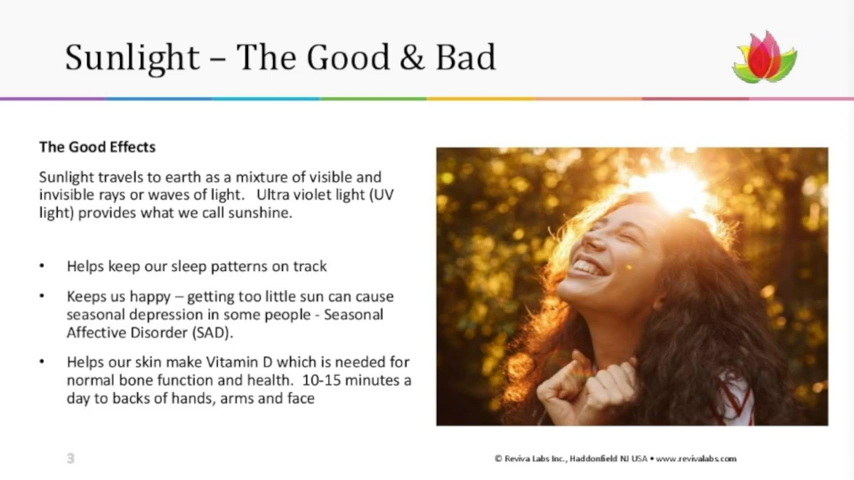 Sunlight – The Good & Bad
The Good Effects
Sunlight travels to earth as a mixture of visible and
invisible rays or waves of light.   Ultra violet light (UV
light) provides what we call sunshine.
• Helps keep our sleep patterns on track
• Keeps us happy – getting too little sun can cause
seasonal depression in some people - Seasonal
Affective Disorder (SAD).
• Helps our skin make Vitamin D which is needed for
normal bone function and health.  10-15 minutes a
day to backs of hands, arms and face
3
© Reviva Labs Inc., Haddonfield NJ USA • www.revivalabs.com